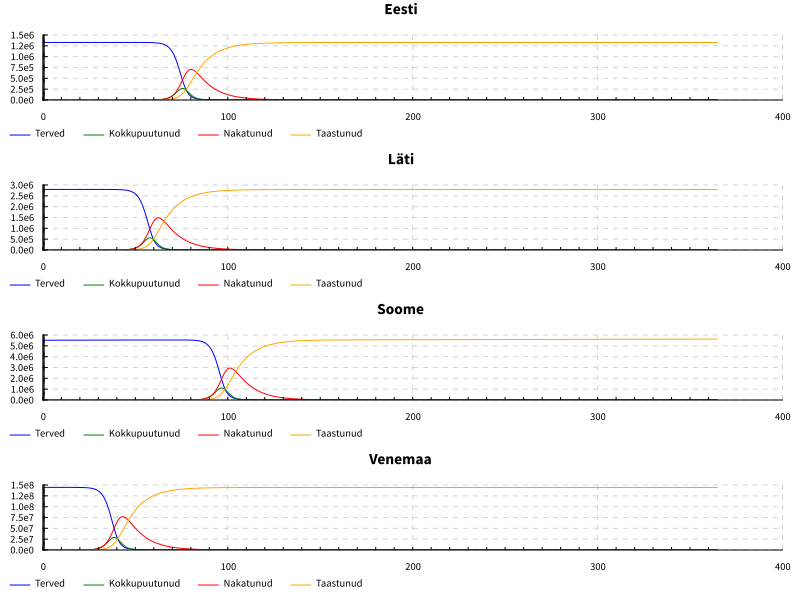 Eesti
1.5e6
1.2e6
1.0e6
7.5e5
5.0e5
2.5e5
0.0e0
0 100 200 300 400
Terved Kokkupuutunud Nakatunud Taastunud
Läti
3.0e6
2.5e6
2.0e6
1.5e6
1.0e6
5.0e5
0.0e0
0 100 200 300 400
Terved Kokkupuutunud Nakatunud Taastunud
Soome
6.0e6
5.0e6
4.0e6
3.0e6
2.0e6
1.0e6
0.0e0
0 100 200 300 400
Terved Kokkupuutunud Nakatunud Taastunud
Venemaa
1.5e8
1.2e8
1.0e8
7.5e7
5.0e7
2.5e7
0.0e0
0 100 200 300 400
Terved Kokkupuutunud Nakatunud Taastunud